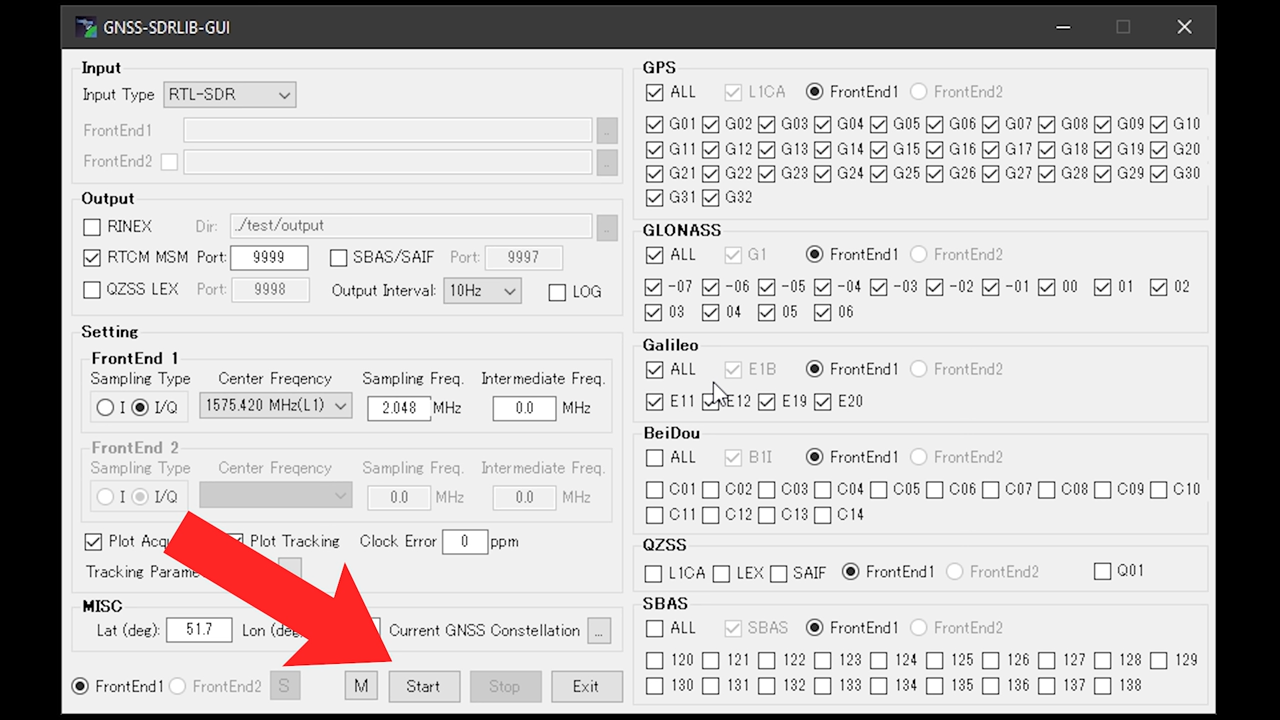 GNSS-SDRLIB-GUI
Input
Input Type RTL-SDR
FrontEnd1 ..
FrontEnd2 ..
Output
RINEX Dir: ./test/output ..
RTCM MSM Port: 9999 SBAS/SAIF Port: 9997
QZSS LEX Port: 9998 Output Interval: 10Hz LOG
Setting
FrontEnd 1
Sampling Type Center Freqency Sampling Freq. Intermediate Freq.
I I/Q 1575.420 MHz(L1) 2.048 MHz 0.0 MHz
FrontEnd 2
Sampling Type Center Freqency Sampling Freq. Intermediate Freq.
I I/Q 0.0 MHz 0.0 MHz
Plot Acqu Plot Tracking Clock Error 0 ppm
Tracking Parame
MISC
Lat (deg): 51.7 Lon (deg Current GNSS Constellation ...
FrontEnd1 FrontEnd2 S M Start Stop Exit
GPS
ALL L1CA FrontEnd1 FrontEnd2
G01 G02 G03 G04 G05 G06 G07 G08 G09 G10
G11 G12 G13 G14 G15 G16 G17 G18 G19 G20
G21 G22 G23 G24 G25 G26 G27 G28 G29 G30
G31 G32
GLONASS
ALL G1 FrontEnd1 FrontEnd2
-07 -06 -05 -04 -03 -02 -01 00 01 02
03 04 05 06
Galileo
ALL E1B FrontEnd1 FrontEnd2
E11 E12 E19 E20
BeiDou
ALL B1I FrontEnd1 FrontEnd2
C01 C02 C03 C04 C05 C06 C07 C08 C09 C10
C11 C12 C13 C14
QZSS
L1CA LEX SAIF FrontEnd1 FrontEnd2 Q01
SBAS
ALL SBAS FrontEnd1 FrontEnd2
120 121 122 123 124 125 126 127 128 129
130 131 132 133 134 135 136 137 138